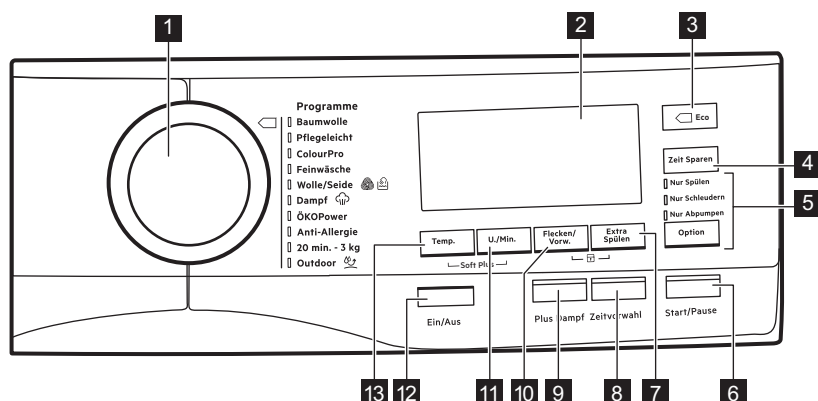 1
2
3
Programme
Baumwolle
Pflegeleicht
ColourPro
Feinwäsche
Wolle/Seide
Dampf
ÖKOPower
Anti-Allergie
20 min. - 3 kg
Outdoor
Eco
Zeit Sparen
4
Nur Spülen
Nur Schleudern
Nur Abpumpen
Option
5
Temp.
U./Min.
Flecken/
Vorw.
Extra
Spülen
Soft Plus
Ein/Aus
Plus Dampf
Zeitvorwahl
Start/Pause
13
12
11
10
9
8
7
6